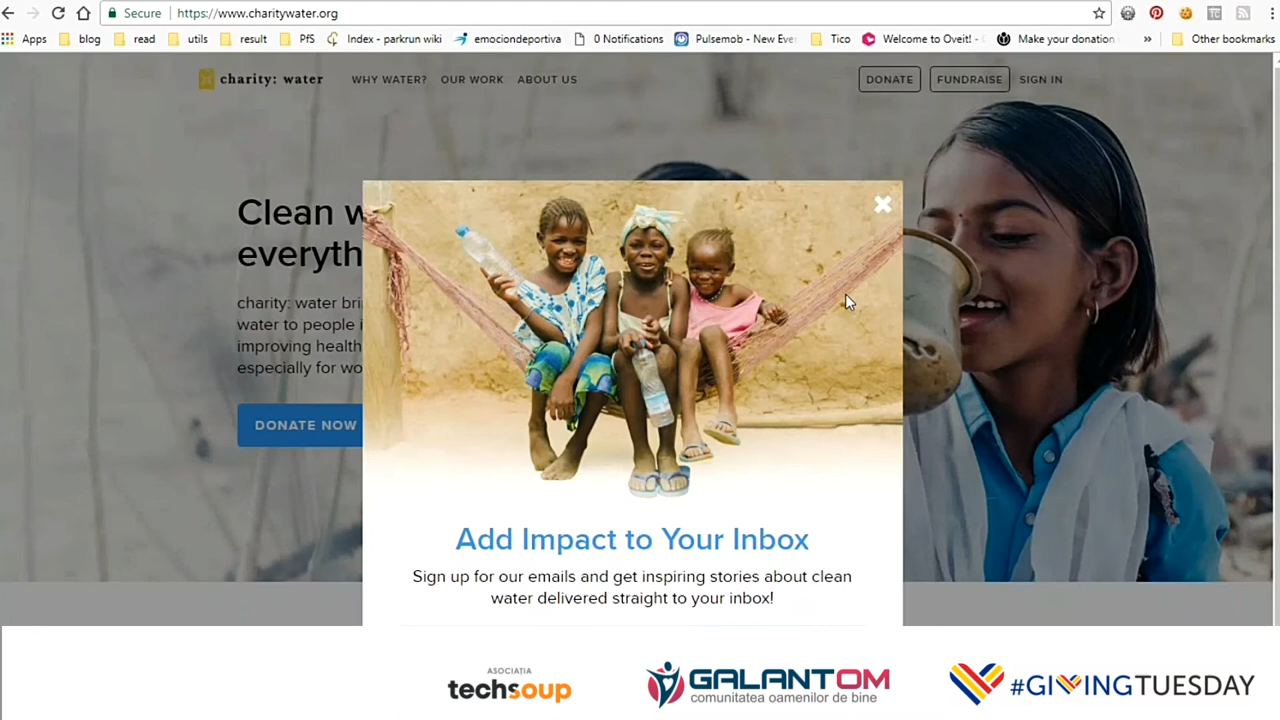 Secure https://www.charitywater.org
Apps blog read utils result PfS Index - parkrun wiki emociondeportiva 0 Notifications Pulsemob - New Eve Tico Welcome to Oveit! - Make your donation » Other bookmarks
charity: water WHY WATER? OUR WORK ABOUT US DONATE FUNDRAISE SIGN IN
Clean w
everyth
charity: water bri
water to people i
improving health
especially for wo
DONATE NOW
Add Impact to Your Inbox
Sign up for our emails and get inspiring stories about clean
water delivered straight to your inbox!
ASOCIAȚIA
techsoup
GALANTOM
comunitatea oamenilor de bine
#GIVINGTUESDAY